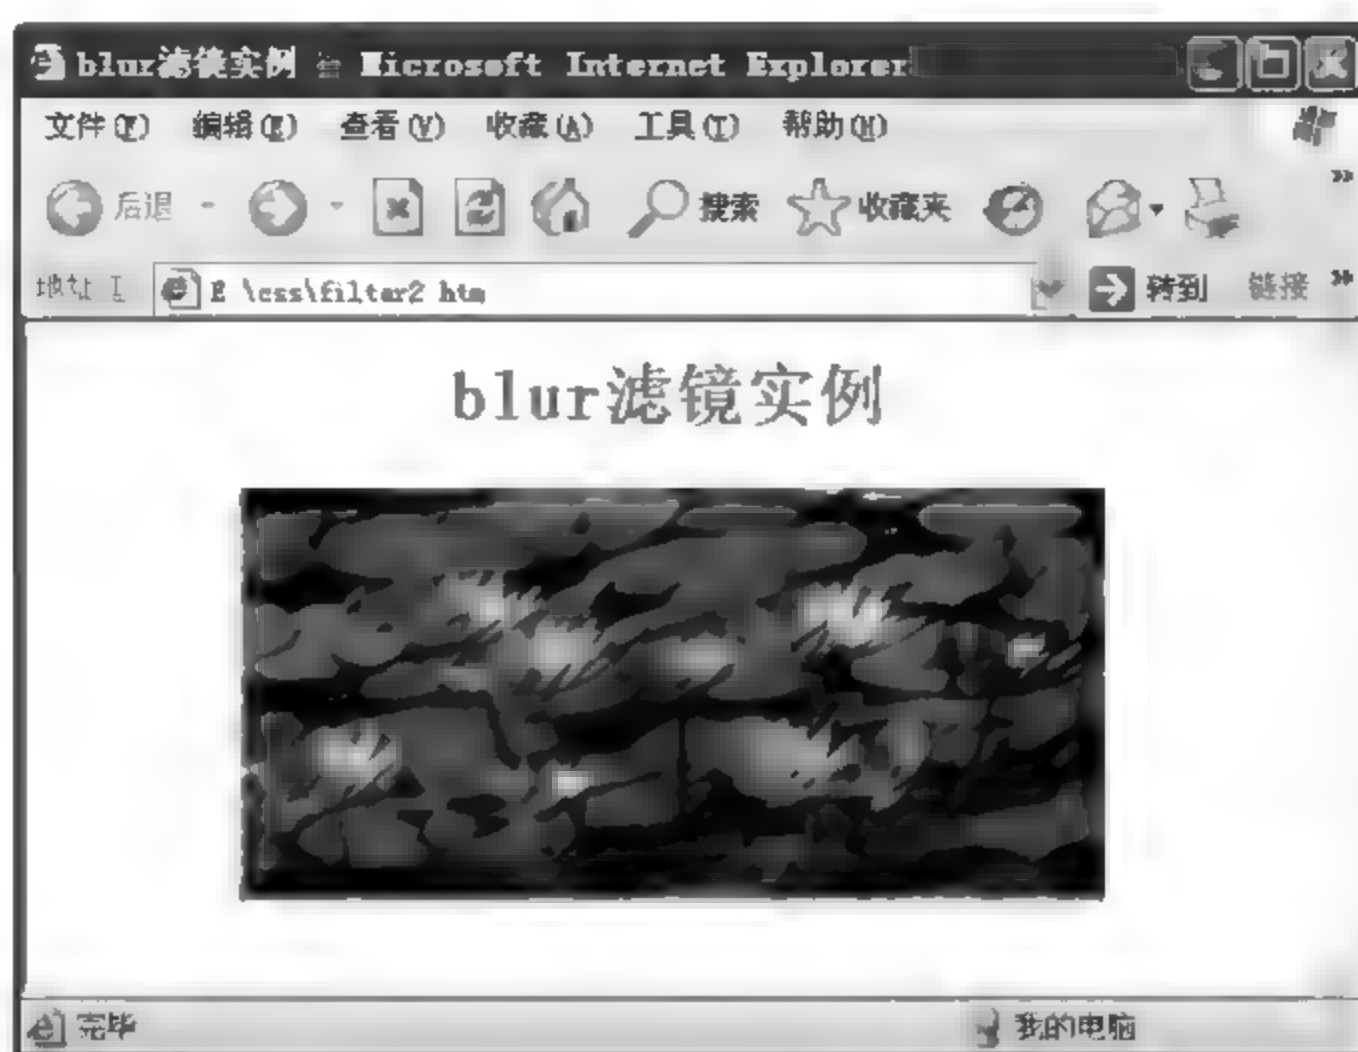 blur滤镜实例 - Microsoft Internet Explorer
文件(F) 编辑(E) 查看(V) 收藏(A) 工具(T) 帮助(H)
后退 搜索 收藏夹
E \css\filter2 htm 转到 链接
blur滤镜实例
完毕 我的电脑